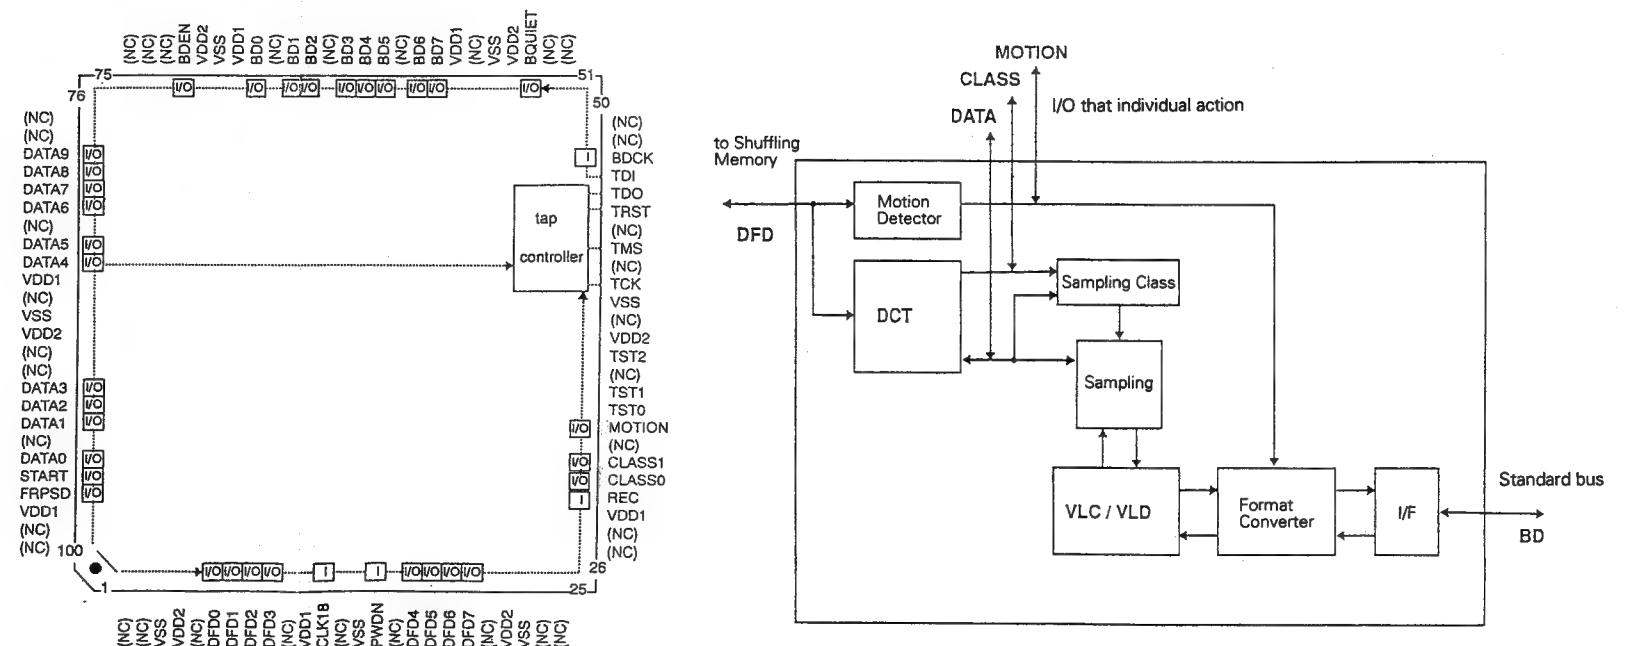 (NC)
(NC)
(NC)
BDEN
VDD2
VSS
VDD1
BD0
(NC)
BD1
BD2
(NC)
BD3
BD4
BD5
(NC)
BD6
BD7
VDD1
(NC)
VSS
VDD2
BQUIET
(NC)
(NC)
75
51
76
50
I/O
I/O
I/O
I/O
I/O
I/O
I/O
I/O
I/O
I/O
(NC)
(NC)
DATA9 I/O
DATA8 I/O
DATA7 I/O
DATA6 I/O
(NC)
DATA5 I/O
DATA4 I/O
VDD1
(NC)
VSS
VDD2
(NC)
(NC)
DATA3 I/O
DATA2 I/O
DATA1 I/O
(NC)
DATA0 I/O
START I/O
FRPSD I/O
VDD1
(NC)
(NC) 100
tap
controller
(NC)
(NC)
I BDCK
TDI
TDO
TRST
(NC)
TMS
(NC)
TCK
VSS
(NC)
VDD2
TST2
(NC)
TST1
TST0
I/O MOTION
(NC)
I/O CLASS1
I/O CLASS0
I REC
VDD1
(NC)
(NC)
26
I/O
I/O
I/O
I/O
I
I
I/O
I/O
I/O
I/O
1
25
(NC)
(NC)
VSS
VDD2
DFD0
DFD1
DFD2
DFD3
(NC)
VDD1
CLK18
(NC)
VSS
PWDN
(NC)
DFD4
DFD5
DFD6
DFD7
(NC)
VDD2
VSS
(NC)
(NC)
MOTION
CLASS
DATA
I/O that individual action
to Shuffling
Memory
DFD
Motion
Detector
DCT
Sampling Class
Sampling
VLC / VLD
Format
Converter
I/F
Standard bus
BD